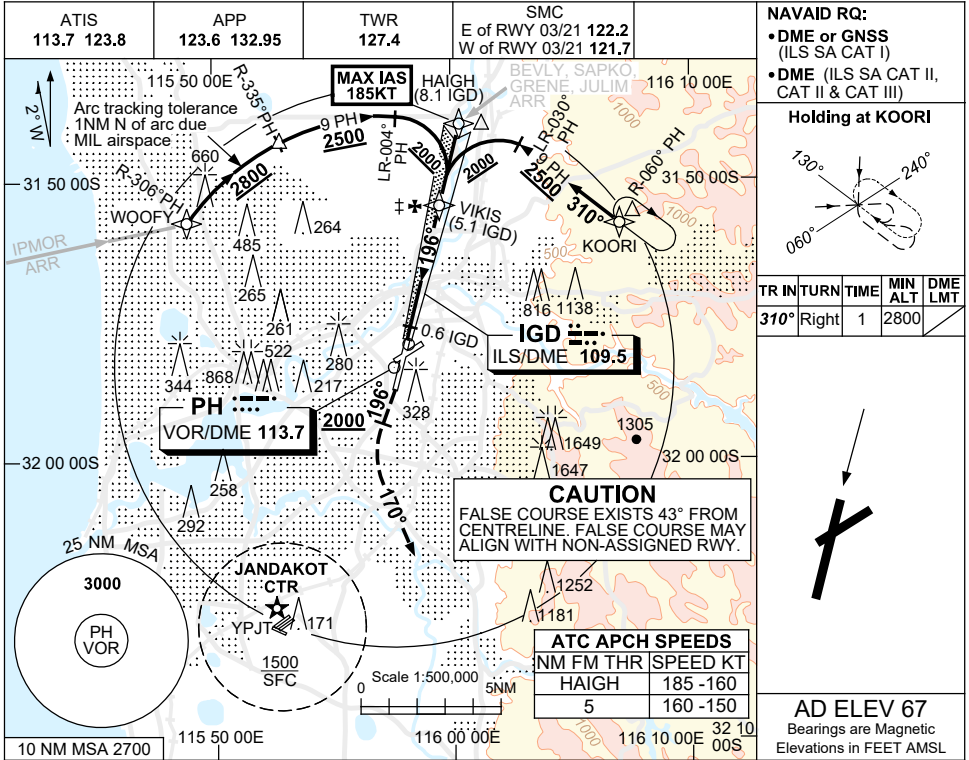 ATIS
113.7 123.8
APP
123.6 132.95
TWR
127.4
SMC
E of RWY 03/21 122.2
W of RWY 03/21 121.7
NAVAID RQ:
•DME or GNSS
(ILS SA CAT I)
•DME (ILS SA CAT II,
CAT II & CAT III)
Holding at KOORI
130°
240°
060°
TR IN TURN TIME MIN ALT DME LMT
310° Right 1 2800
AD ELEV 67
Bearings are Magnetic
Elevations in FEET AMSL
115 50 00E
116 10 00E
2° W
Arc tracking tolerance
1NM N of arc due
MIL airspace
R-335°PH
MAX IAS
185KT
HAIGH
(8.1 IGD)
BEVLY, SAPKO,
GRENE, JULIM
ARR
1000
9 PH
2500
LR-004°
PH
2000
2000
LR-030°
PH
9 PH
2500
310°
R-060° PH
KOORI
1000
31 50 00S
31 50 00S
660
2800
R-306°PH
WOOFY
IPMOR
ARR
485
264
265
261
‡
VIKIS
(5.1 IGD)
196°
500
816
1138
0.6 IGD
IGD
ILS/DME 109.5
500
344
868
522
217
280
328
PH
VOR/DME 113.7
2000
196°
170°
1305
1649
1647
32 00 00S
32 00 00S
258
292
CAUTION
FALSE COURSE EXISTS 43° FROM
CENTRELINE. FALSE COURSE MAY
ALIGN WITH NON-ASSIGNED RWY.
25 NM MSA
3000
PH
VOR
JANDAKOT
CTR
YPJT
171
1500
SFC
1252
1181
ATC APCH SPEEDS
NM FM THR SPEED KT
HAIGH 185 -160
5 160 -150
Scale 1:500,000
0
5NM
10 NM MSA 2700
115 50 00E
116 00 00E
1000
116 10 00E
32 10
00S